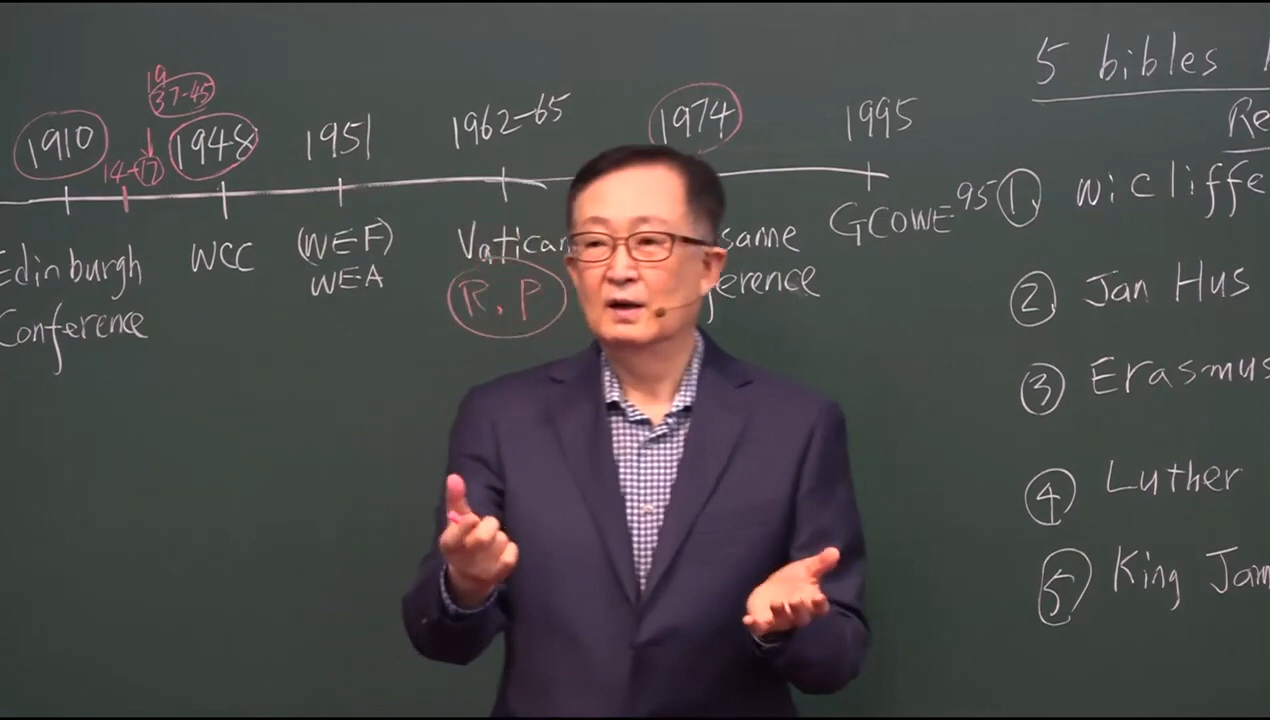 19
37-45
1910
14-17
1948
1951
1962-65
1974
1995
Edinburgh
Conference
WCC
(WEF)
WEA
Vatican
R.P
GCOWE 95
5 bibles
Re
① wicliffe
② Jan Hus
③ Erasmus
④ Luther
⑤ King Jam